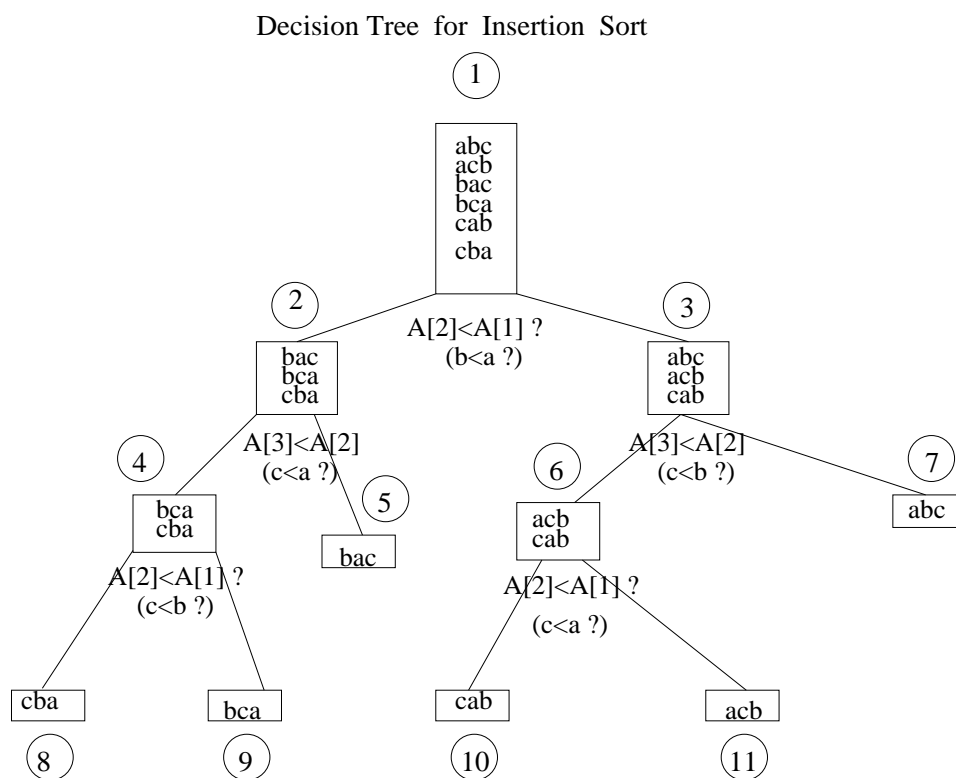 Decision Tree for Insertion Sort
1
abc
acb
bac
bca
cab
cba
2
3
A[2]<A[1] ?
(b<a ?)
bac
bca
cba
abc
acb
cab
4
A[3]<A[2]
(c<a ?)
5
6
A[3]<A[2]
(c<b ?)
7
bca
cba
bac
acb
cab
abc
A[2]<A[1] ?
(c<b ?)
A[2]<A[1] ?
(c<a ?)
cba
bca
cab
acb
8
9
10
11